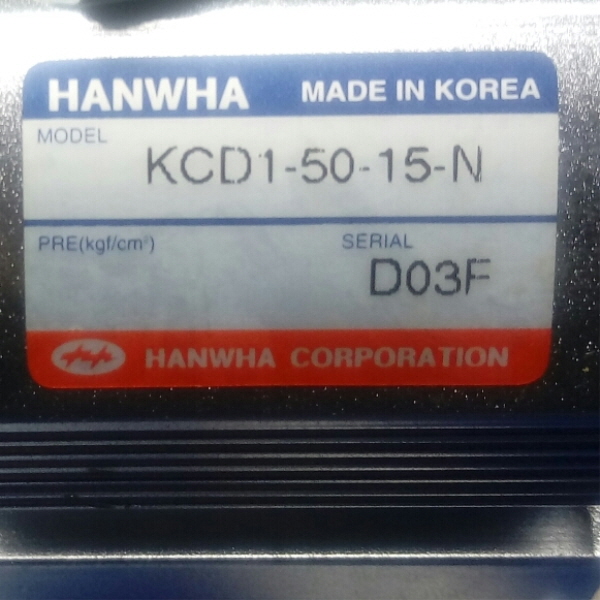 HANWHA MADE IN KOREA
MODEL
KCD1-50-15-N
PRE(kgf/cm²) SERIAL
D03F
HANWHA CORPORATION